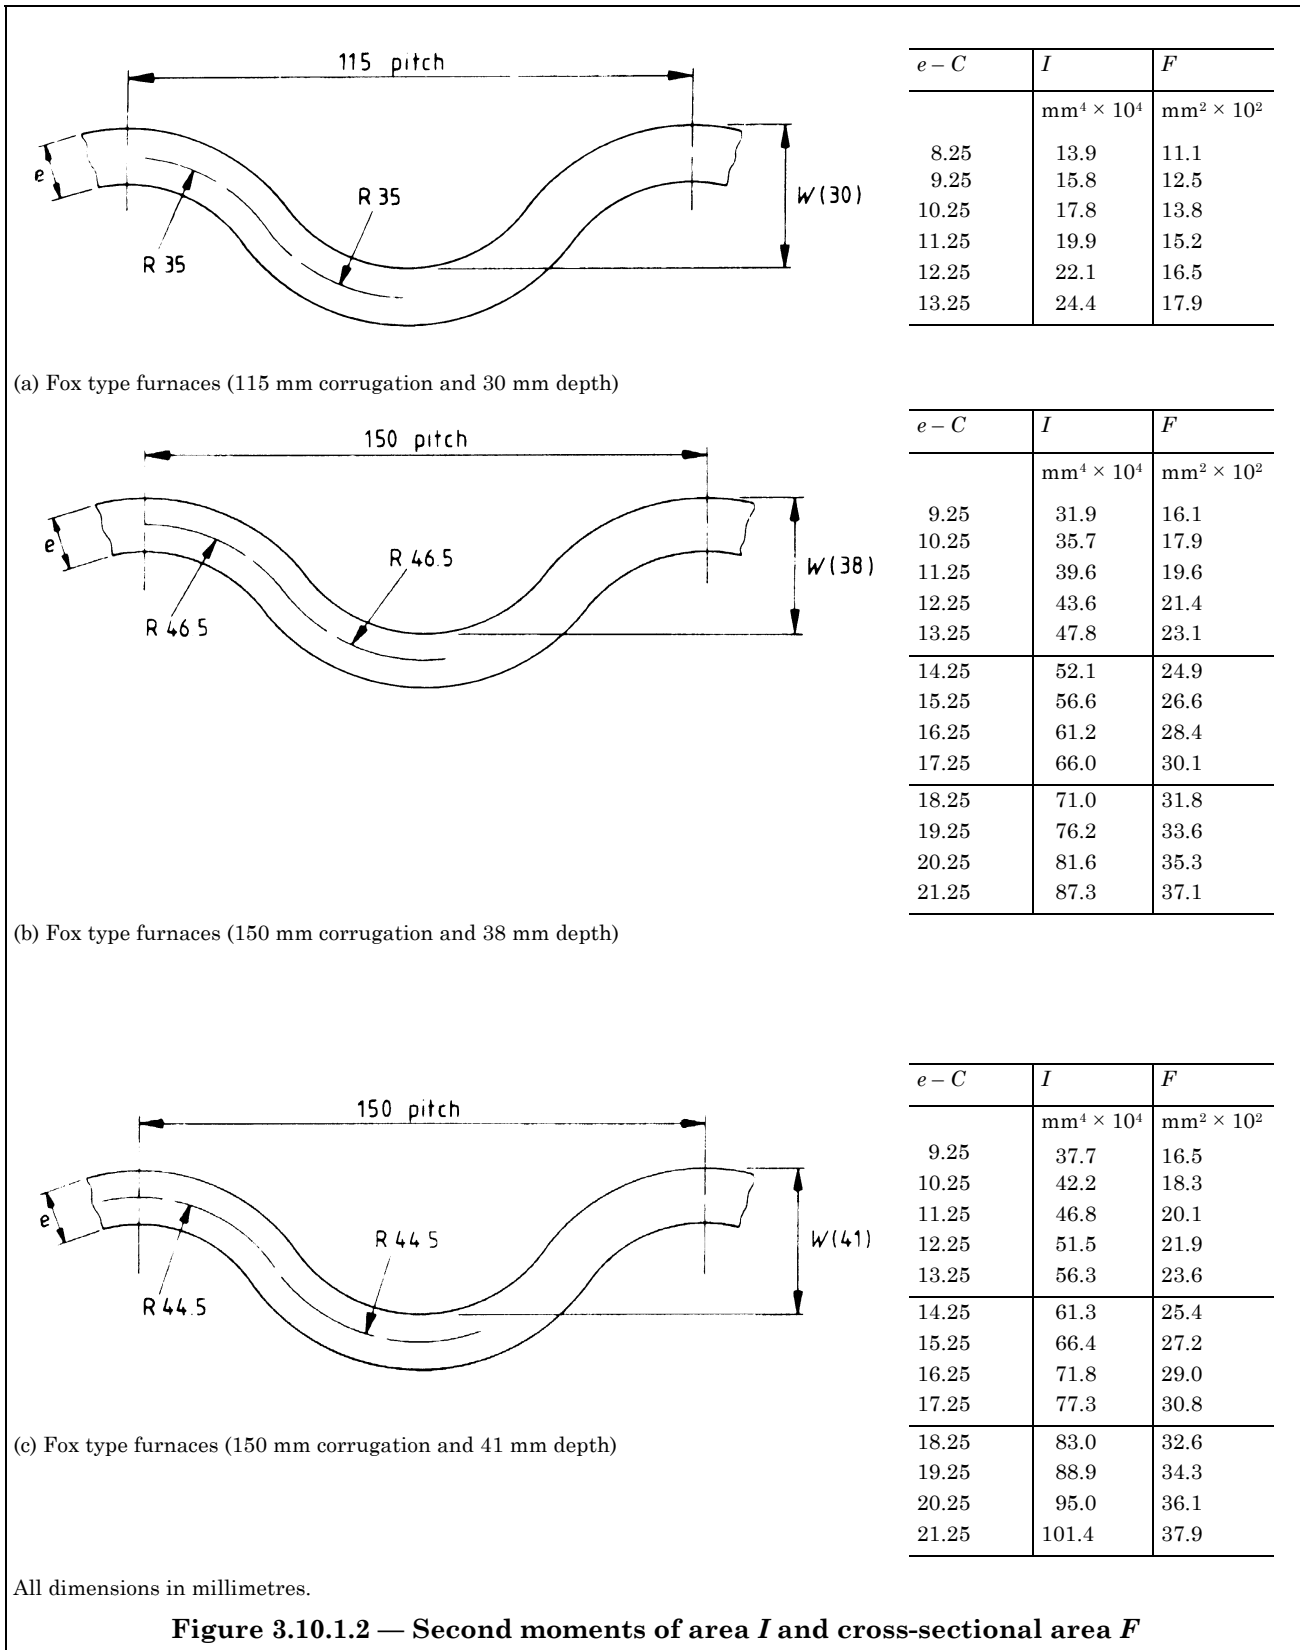 115 pitch
e
R 35
R 35
W(30)
e – C I F
mm⁴ × 10⁴ mm² × 10²
8.25 13.9 11.1
9.25 15.8 12.5
10.25 17.8 13.8
11.25 19.9 15.2
12.25 22.1 16.5
13.25 24.4 17.9
(a) Fox type furnaces (115 mm corrugation and 30 mm depth)
150 pitch
e
R 46.5
R 46 5
W(38)
e – C I F
mm⁴ × 10⁴ mm² × 10²
9.25 31.9 16.1
10.25 35.7 17.9
11.25 39.6 19.6
12.25 43.6 21.4
13.25 47.8 23.1
14.25 52.1 24.9
15.25 56.6 26.6
16.25 61.2 28.4
17.25 66.0 30.1
18.25 71.0 31.8
19.25 76.2 33.6
20.25 81.6 35.3
21.25 87.3 37.1
(b) Fox type furnaces (150 mm corrugation and 38 mm depth)
150 pitch
e
R 44 5
R 44.5
W(41)
e – C I F
mm⁴ × 10⁴ mm² × 10²
9.25 37.7 16.5
10.25 42.2 18.3
11.25 46.8 20.1
12.25 51.5 21.9
13.25 56.3 23.6
14.25 61.3 25.4
15.25 66.4 27.2
16.25 71.8 29.0
17.25 77.3 30.8
18.25 83.0 32.6
19.25 88.9 34.3
20.25 95.0 36.1
21.25 101.4 37.9
(c) Fox type furnaces (150 mm corrugation and 41 mm depth)
All dimensions in millimetres.
Figure 3.10.1.2 — Second moments of area I and cross-sectional area F